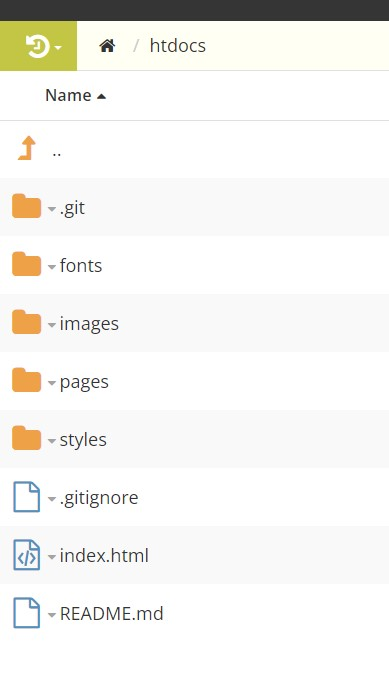 / htdocs
Name
..
.git
fonts
images
pages
styles
.gitignore
index.html
README.md